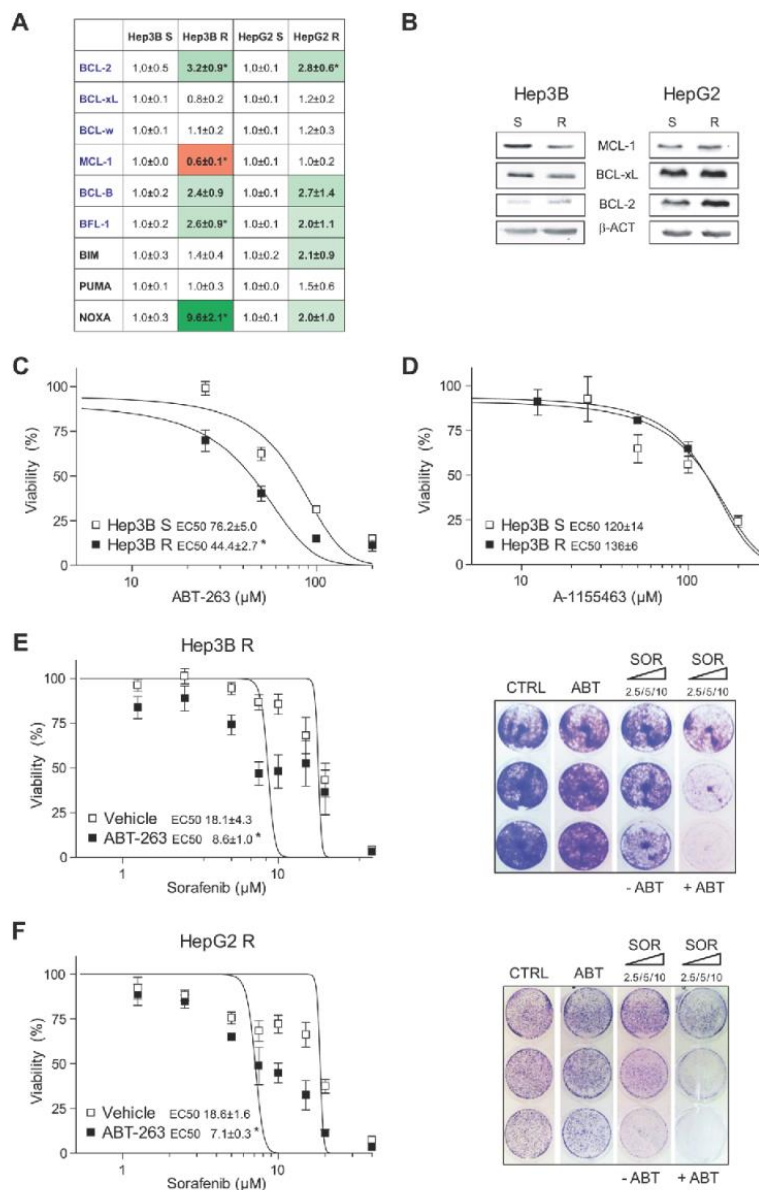 A
Hep3B S Hep3B R HepG2 S HepG2 R
BCL-2 1.0±0.5 3.2±0.9* 1.0±0.1 2.8±0.6*
BCL-xL 1.0±0.1 0.8±0.2 1.0±0.1 1.2±0.2
BCL-w 1.0±0.1 1.1±0.2 1.0±0.1 1.2±0.3
MCL-1 1.0±0.0 0.6±0.1* 1.0±0.1 1.0±0.2
BCL-B 1.0±0.2 2.4±0.9 1.0±0.1 2.7±1.4
BFL-1 1.0±0.2 2.6±0.9* 1.0±0.1 2.0±1.1
BIM 1.0±0.3 1.4±0.4 1.0±0.2 2.1±0.9
PUMA 1.0±0.1 1.0±0.3 1.0±0.0 1.5±0.6
NOXA 1.0±0.3 9.6±2.1* 1.0±0.1 2.0±1.0
B
Hep3B HepG2
S R S R
MCL-1
BCL-xL
BCL-2
β-ACT
C
Viability (%)
100
75
50
25
0
10 100
ABT-263 (µM)
Hep3B S EC50 76.2±5.0
Hep3B R EC50 44.4±2.7 *
D
Viability (%)
100
75
50
25
0
10 100
A-1155463 (µM)
Hep3B S EC50 120±14
Hep3B R EC50 136±6
E
Hep3B R
Viability (%)
100
75
50
25
0
1 10
Sorafenib (µM)
Vehicle EC50 18.1±4.3
ABT-263 EC50 8.6±1.0 *
SOR SOR
CTRL ABT 2.5/5/10 2.5/5/10
- ABT + ABT
F
HepG2 R
Viability (%)
100
75
50
25
0
1 10
Sorafenib (µM)
Vehicle EC50 18.6±1.6
ABT-263 EC50 7.1±0.3 *
SOR SOR
CTRL ABT 2.5/5/10 2.5/5/10
- ABT + ABT